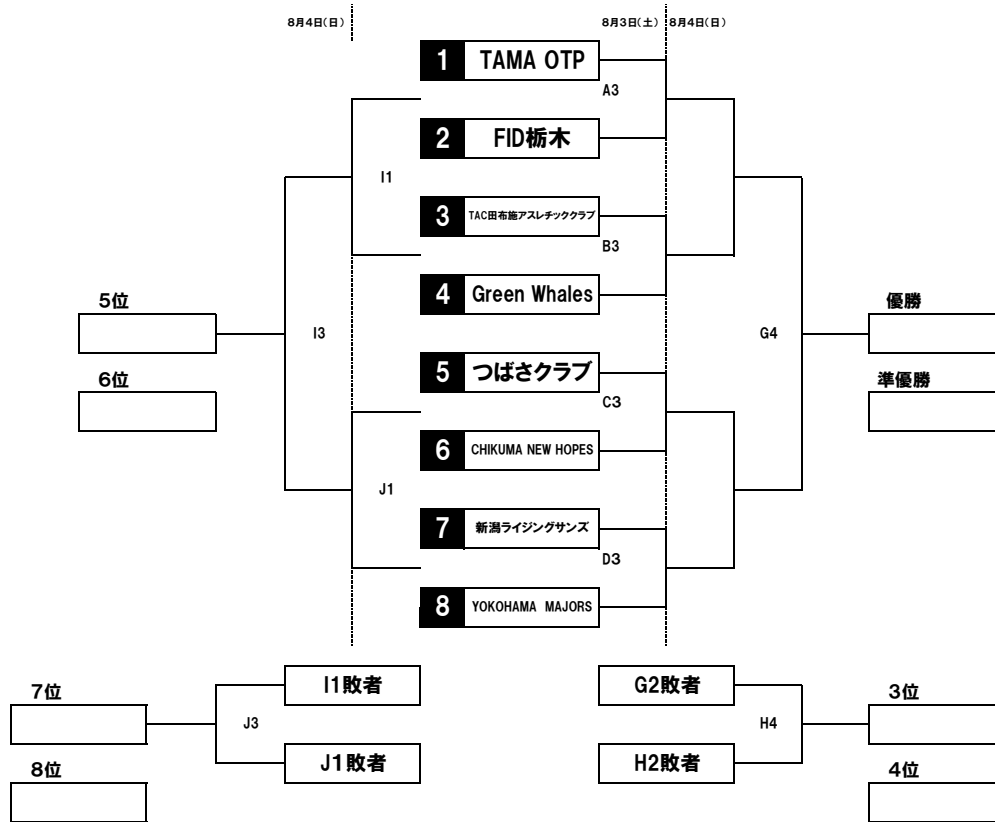 8月4日(日)
8月3日(土)
8月4日(日)
1 TAMA OTP
A3
2 FID栃木
I1
3 TAC田布施アスレチッククラブ
B3
4 Green Whales
5位
優勝
I3
G4
5 つばさクラブ
6位
準優勝
C3
6 CHIKUMA NEW HOPES
J1
7 新潟ライジングサンズ
D3
8 YOKOHAMA MAJORS
7位
I1敗者
G2敗者
3位
J3
H4
8位
J1敗者
H2敗者
4位